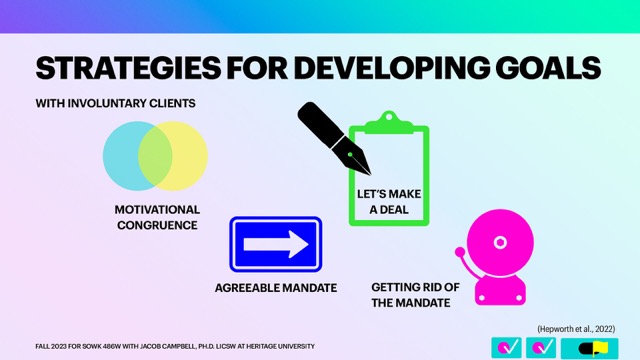 STRATEGIES FOR DEVELOPING GOALS
WITH INVOLUNTARY CLIENTS
MOTIVATIONAL
CONGRUENCE
LET'S MAKE
A DEAL
AGREEABLE MANDATE
GETTING RID OF
THE MANDATE
(Hepworth et al., 2022)
FALL 2023 FOR SOWK 486W WITH JACOB CAMPBELL, PH.D. LICSW AT HERITAGE UNIVERSITY